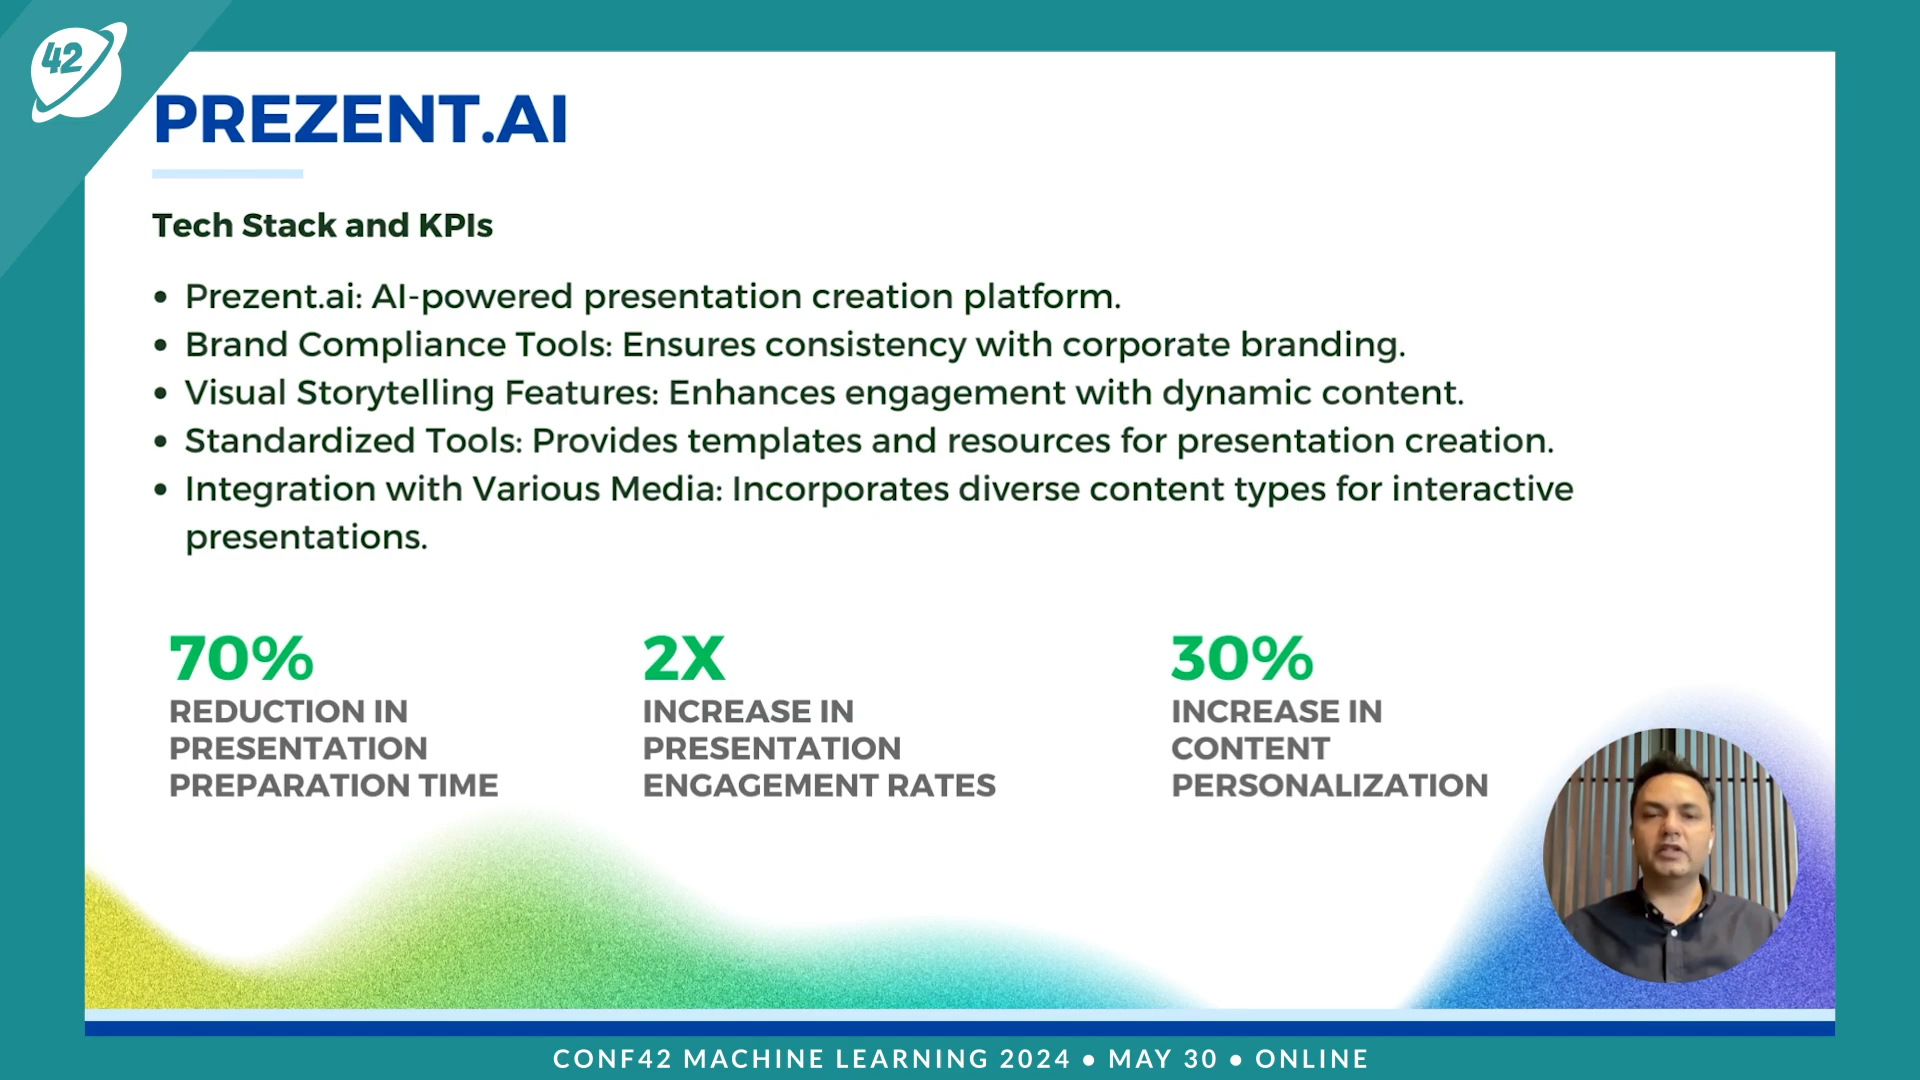 42
PREZENT.AI
Tech Stack and KPIs
• Prezent.ai: AI-powered presentation creation platform.
• Brand Compliance Tools: Ensures consistency with corporate branding.
• Visual Storytelling Features: Enhances engagement with dynamic content.
• Standardized Tools: Provides templates and resources for presentation creation.
• Integration with Various Media: Incorporates diverse content types for interactive
presentations.
70%
REDUCTION IN
PRESENTATION
PREPARATION TIME
2X
INCREASE IN
PRESENTATION
ENGAGEMENT RATES
30%
INCREASE IN
CONTENT
PERSONALIZATION
CONF42 MACHINE LEARNING 2024 • MAY 30 • ONLINE